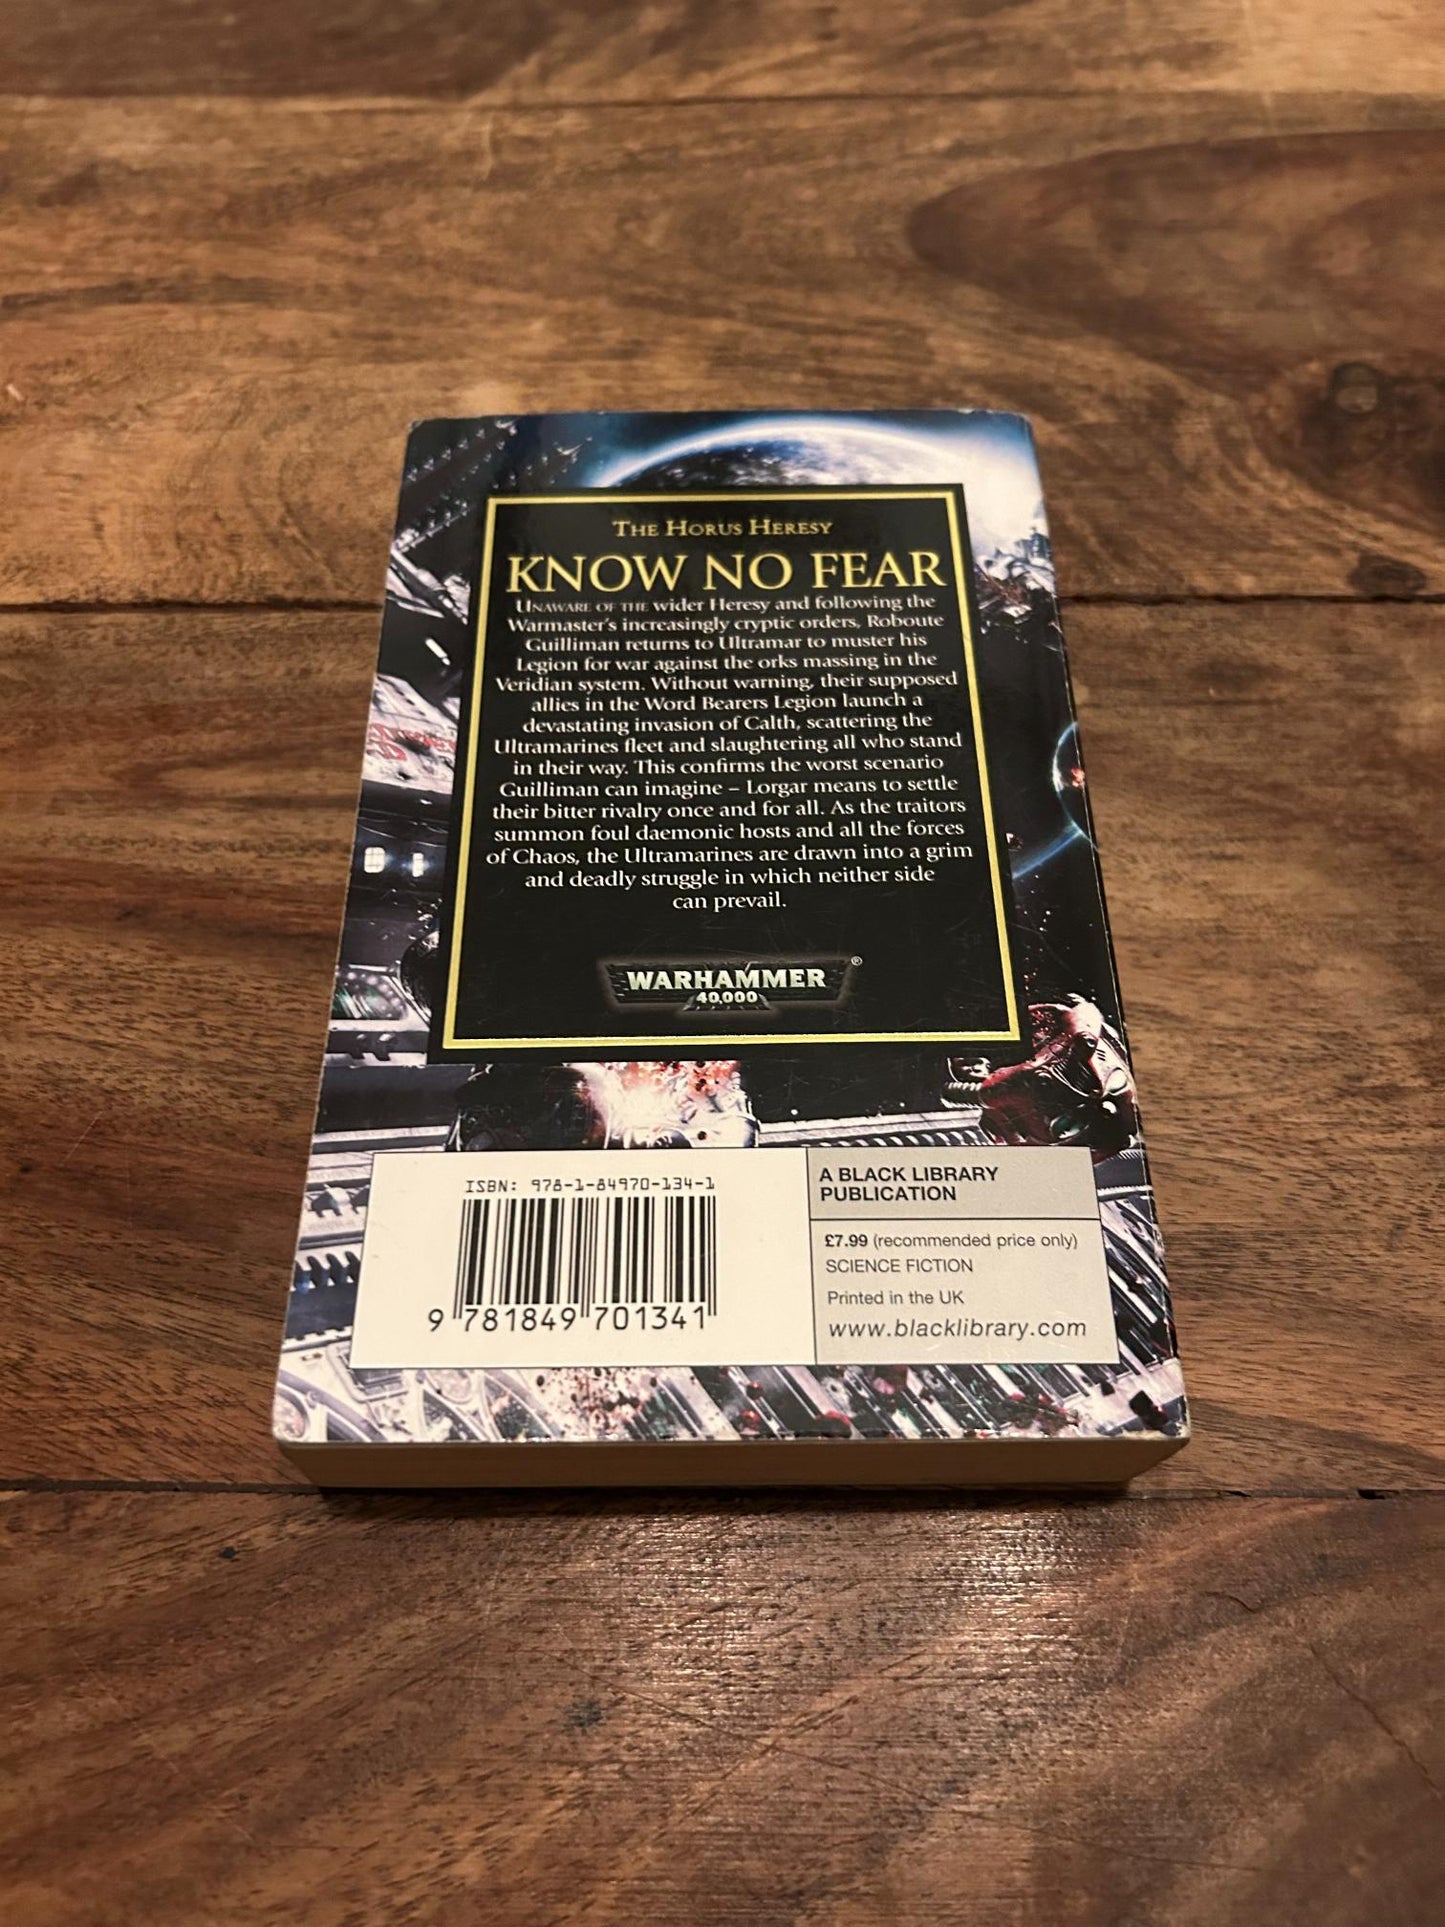 THE HORUS HERESY
KNOW NO FEAR
UNAWARE OF THE wider Heresy and following the
Warmaster's increasingly cryptic orders, Roboute
Guilliman returns to Ultramar to muster his
Legion for war against the orks massing in the
Veridian system. Without warning, their supposed
allies in the Word Bearers Legion launch a
devastating invasion of Calth, scattering the
Ultramarines fleet and slaughtering all who stand
in their way. This confirms the worst scenario
Guilliman can imagine – Lorgar means to settle
their bitter rivalry once and for all. As the traitors
summon foul daemonic hosts and all the forces
of Chaos, the Ultramarines are drawn into a grim
and deadly struggle in which neither side
can prevail.
WARHAMMER®
40,000
ISBN: 978-1-84970-134-1
9 781849 701341
A BLACK LIBRARY
PUBLICATION
£7.99 (recommended price only)
SCIENCE FICTION
Printed in the UK
www.blacklibrary.com